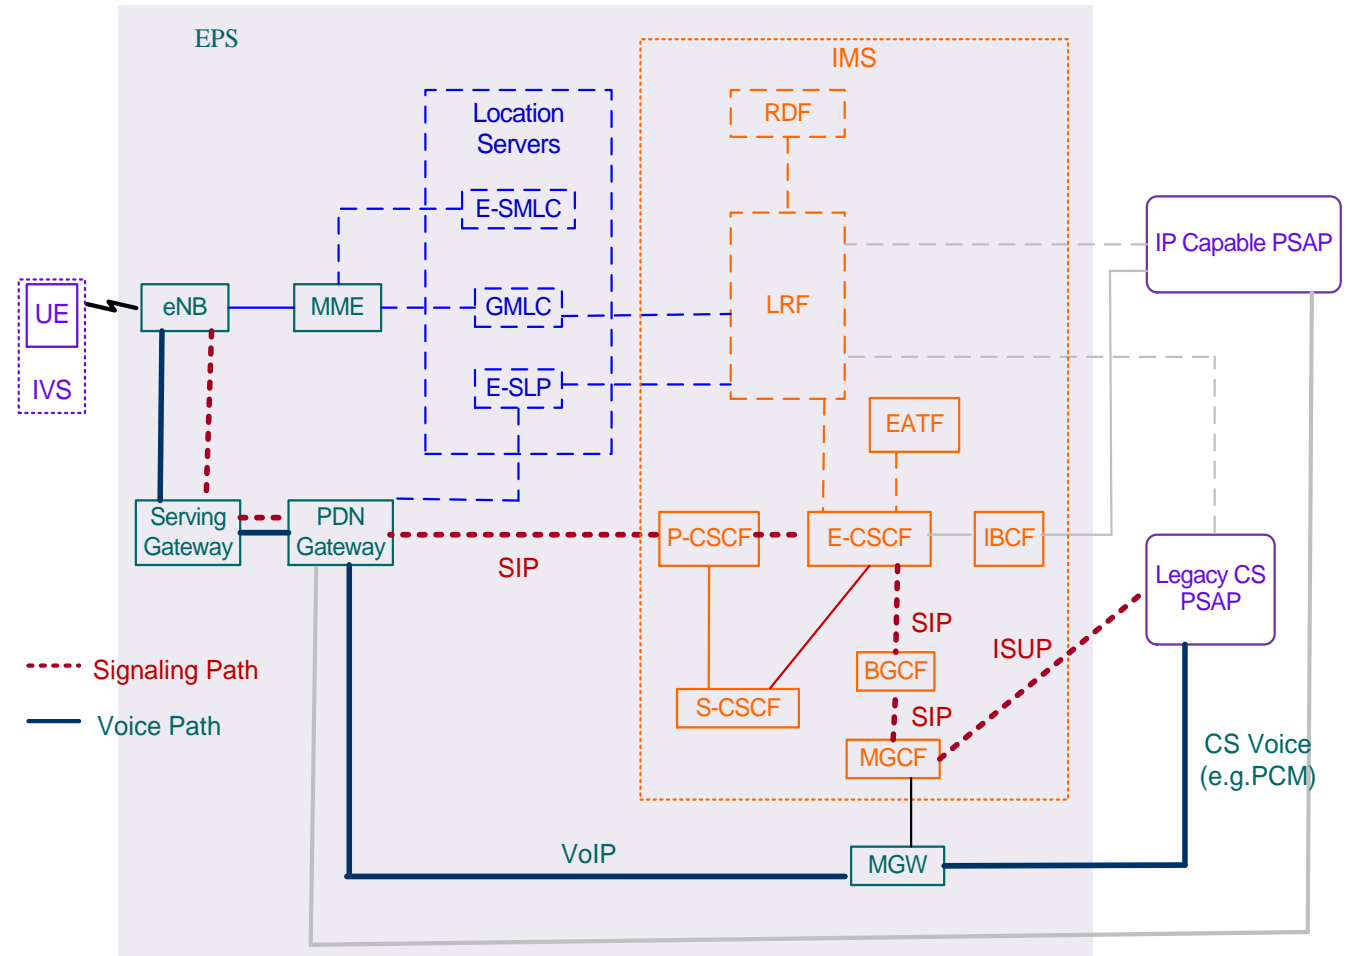 EPS
IMS
Location
Servers
RDF
E-SMLC
IP Capable PSAP
UE
eNB
MME
GMLC
LRF
IVS
E-SLP
EATF
Serving
Gateway
PDN
Gateway
SIP
P-CSCF
E-CSCF
IBCF
Legacy CS
PSAP
SIP
ISUP
Signaling Path
BGCF
S-CSCF
SIP
Voice Path
MGCF
CS Voice
(e.g.PCM)
VoIP
MGW